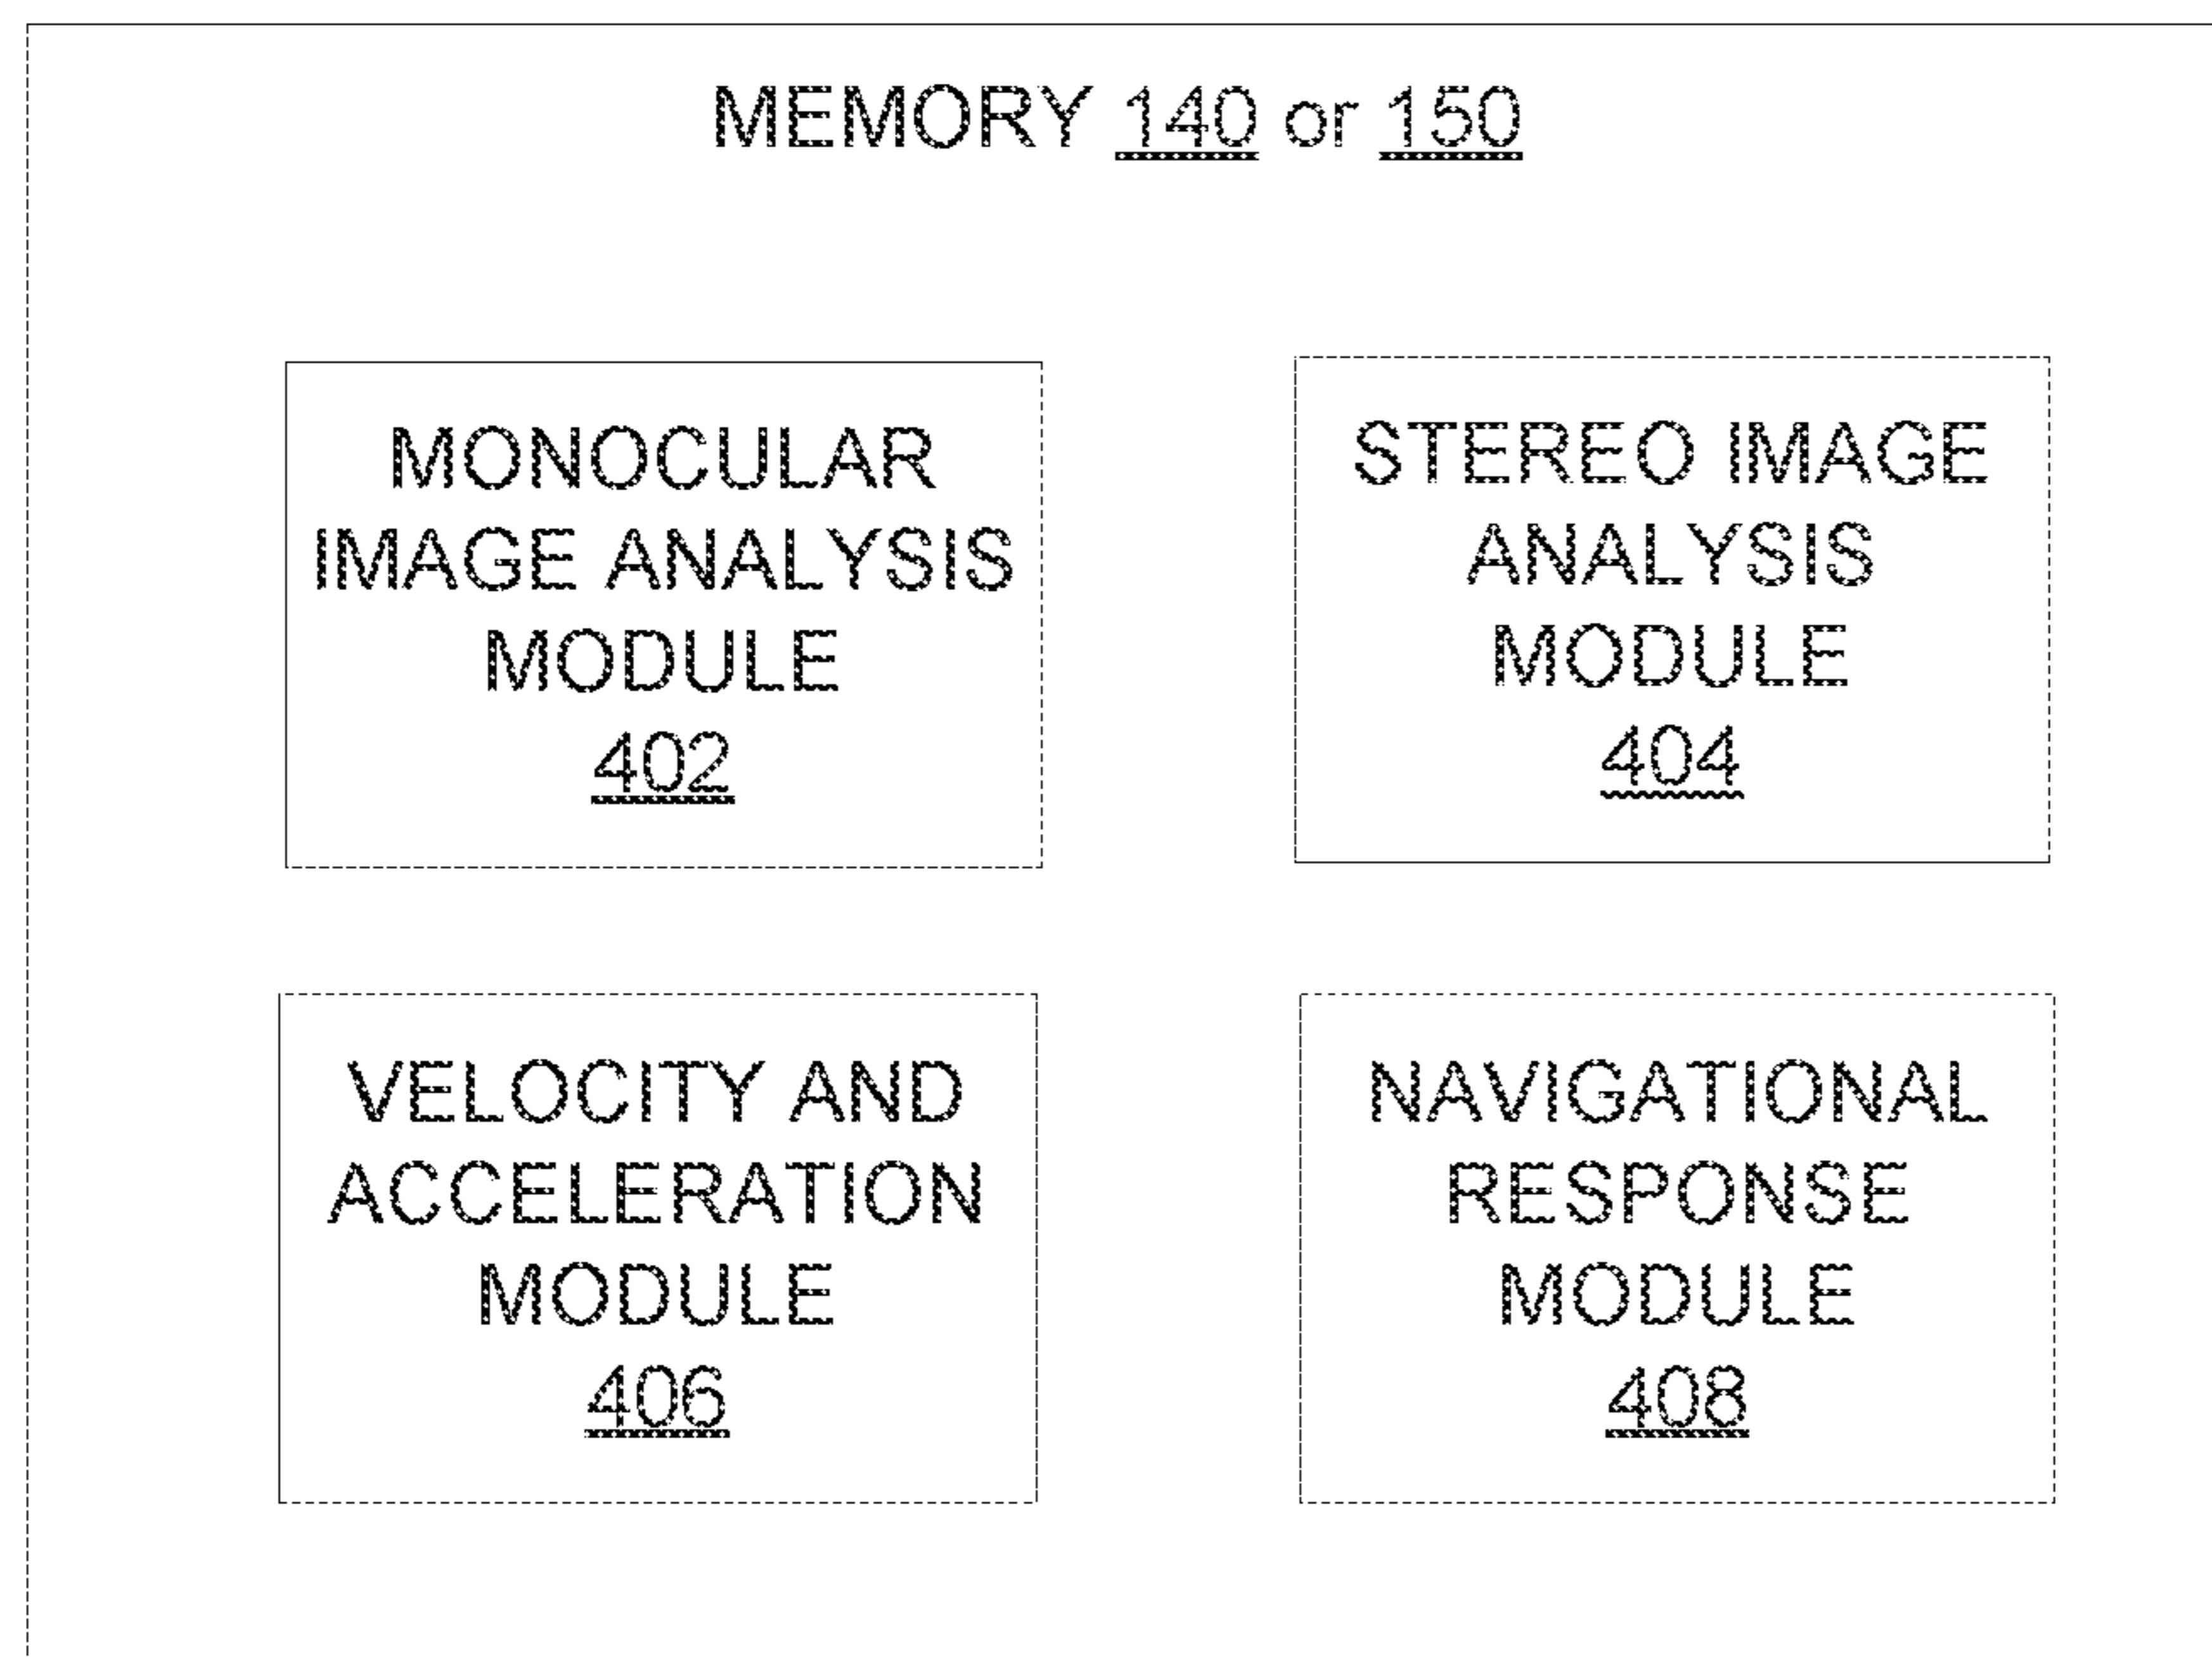 MEMORY 140 or 150
MONOCULAR
IMAGE ANALYSIS
MODULE
402
STEREO IMAGE
ANALYSIS
MODULE
404
VELOCITY AND
ACCELERATION
MODULE
406
NAVIGATIONAL
RESPONSE
MODULE
408